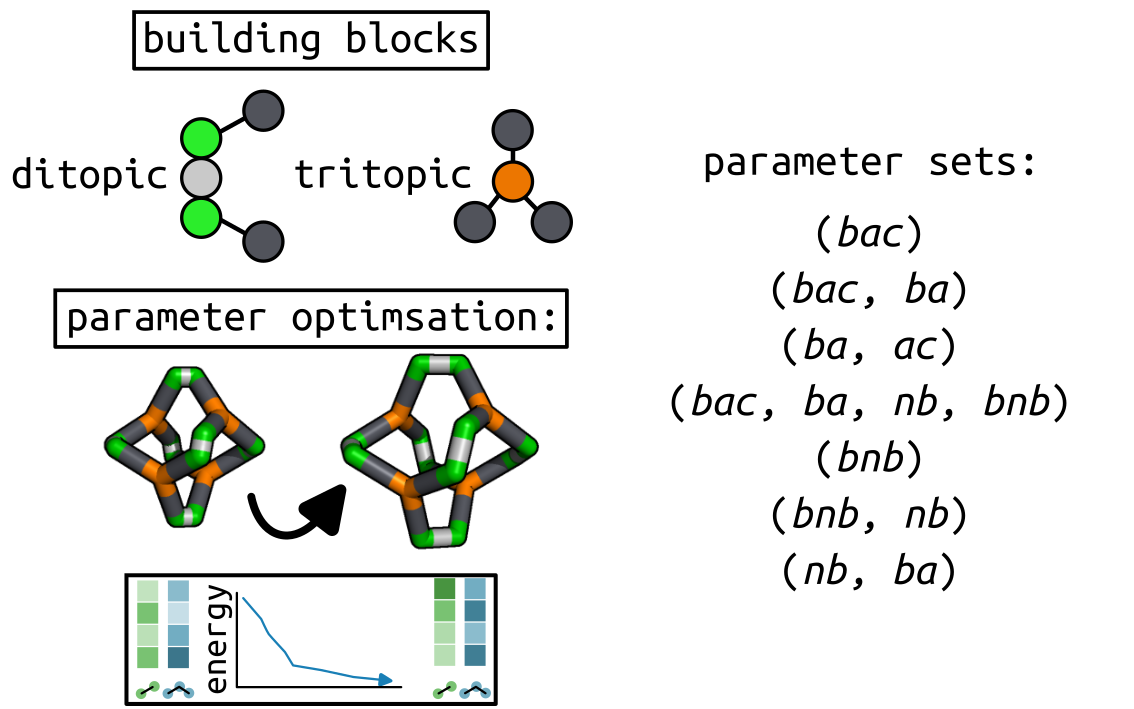 building blocks
ditopic
tritopic
parameter optimsation:
energy
parameter sets:
(bac)
(bac, ba)
(ba, ac)
(bac, ba, nb, bnb)
(bnb)
(bnb, nb)
(nb, ba)